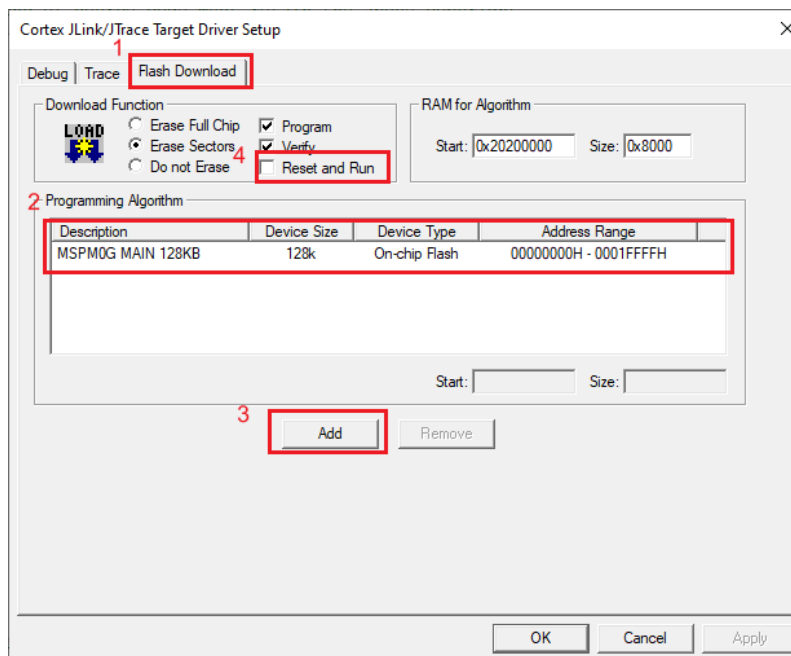 Cortex JLink/JTrace Target Driver Setup
1
Debug Trace Flash Download
Download Function
LOAD
Erase Full Chip
Erase Sectors
Do not Erase
Program
Verify
4
Reset and Run
RAM for Algorithm
Start: 0x20200000 Size: 0x8000
2
Programming Algorithm
Description Device Size Device Type Address Range
MSPM0G MAIN 128KB 128k On-chip Flash 00000000H - 0001FFFFH
Start: Size:
3
Add Remove
OK Cancel Apply